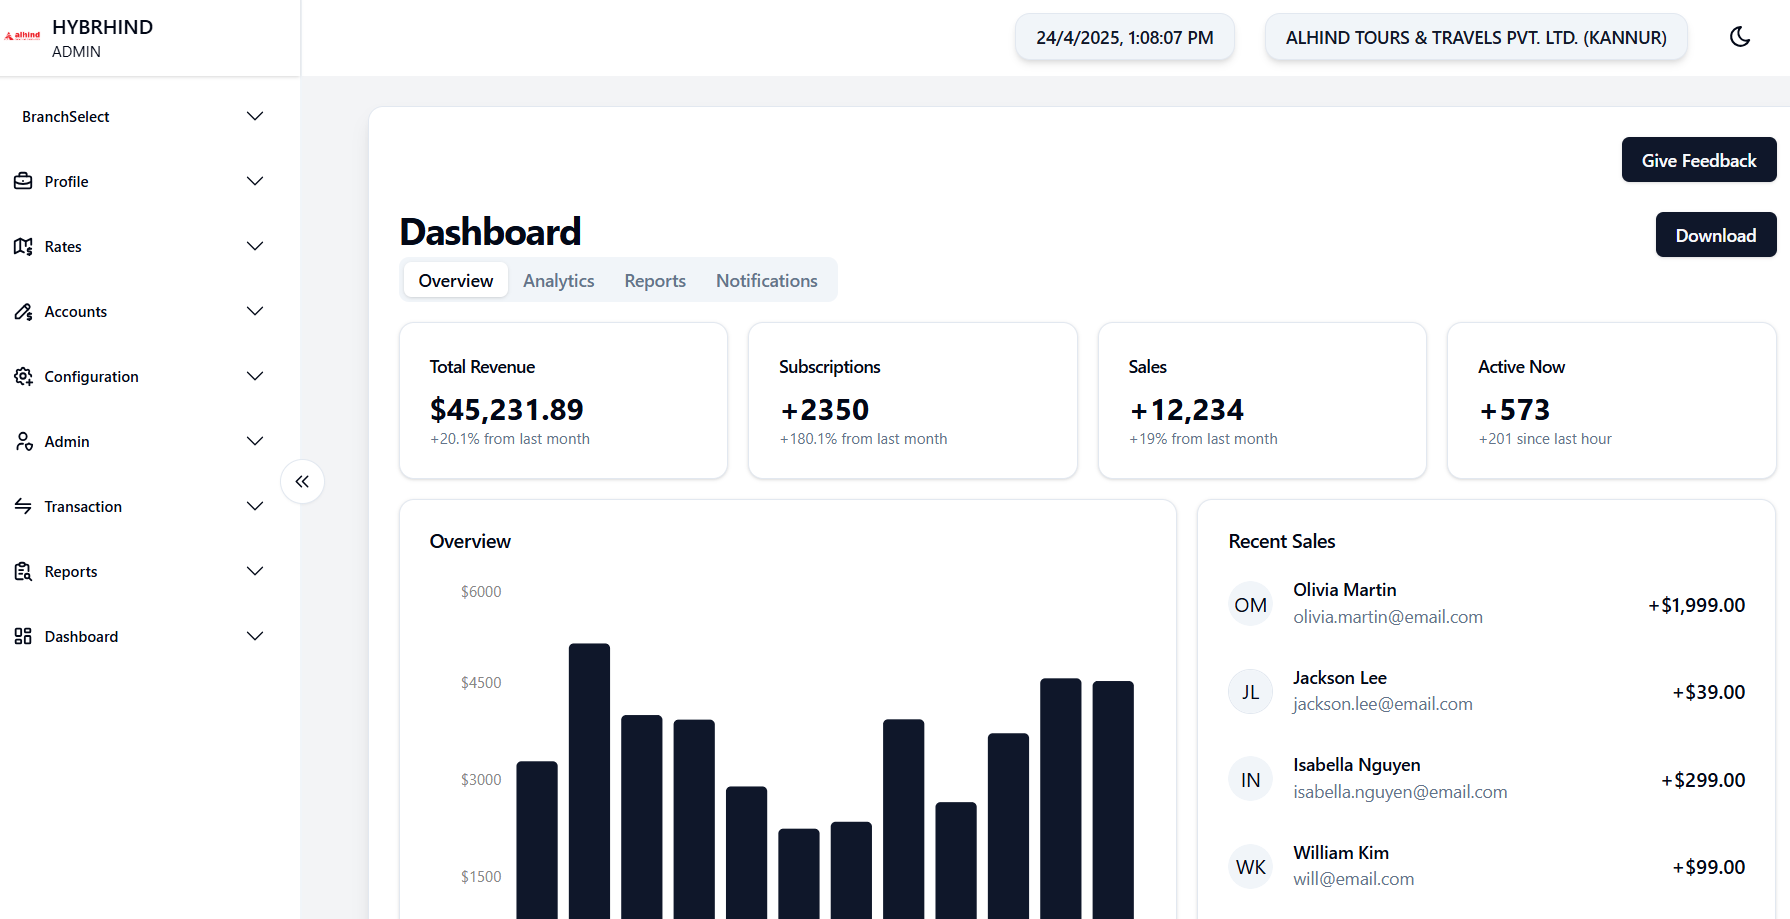 alhind
HYBRHIND
ADMIN
24/4/2025, 1:08:07 PM
ALHIND TOURS & TRAVELS PVT. LTD. (KANNUR)
BranchSelect
Profile
Rates
Accounts
Configuration
Admin
Transaction
Reports
Dashboard
Give Feedback
Dashboard
Download
Overview Analytics Reports Notifications
Total Revenue
$45,231.89
+20.1% from last month
Subscriptions
+2350
+180.1% from last month
Sales
+12,234
+19% from last month
Active Now
+573
+201 since last hour
Overview
$6000
$4500
$3000
$1500
Recent Sales
OM
Olivia Martin
olivia.martin@email.com
+$1,999.00
JL
Jackson Lee
jackson.lee@email.com
+$39.00
IN
Isabella Nguyen
isabella.nguyen@email.com
+$299.00
WK
William Kim
will@email.com
+$99.00